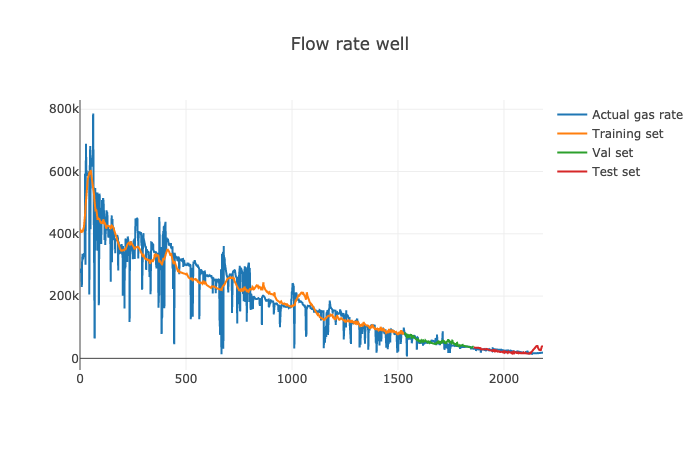 Flow rate well
800k
600k
400k
200k
0
0 500 1000 1500 2000
Actual gas rate
Training set
Val set
Test set